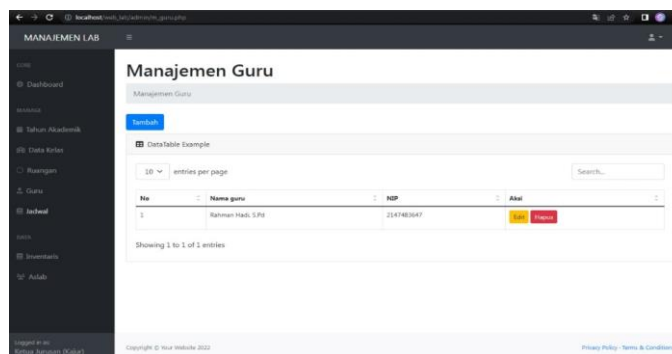 localhost/web_lab/admin/m_guru.php
MANAJEMEN LAB
CORE
Dashboard
MANAGE
Tahun Akademik
Data Kelas
Ruangan
Guru
Jadwal
Inventaris
Aslab
Logged in as:
Ketua Jurusan (Kajur)
Manajemen Guru
Manajemen Guru
Tambah
DataTable Example
10 entries per page
Search...
No Nama guru NIP Aksi
1 Rahman Hadi, S.Pd 2147483647 Edit Hapus
Showing 1 to 1 of 1 entries
Copyright © Your Website 2022
Privacy Policy · Terms & Conditions